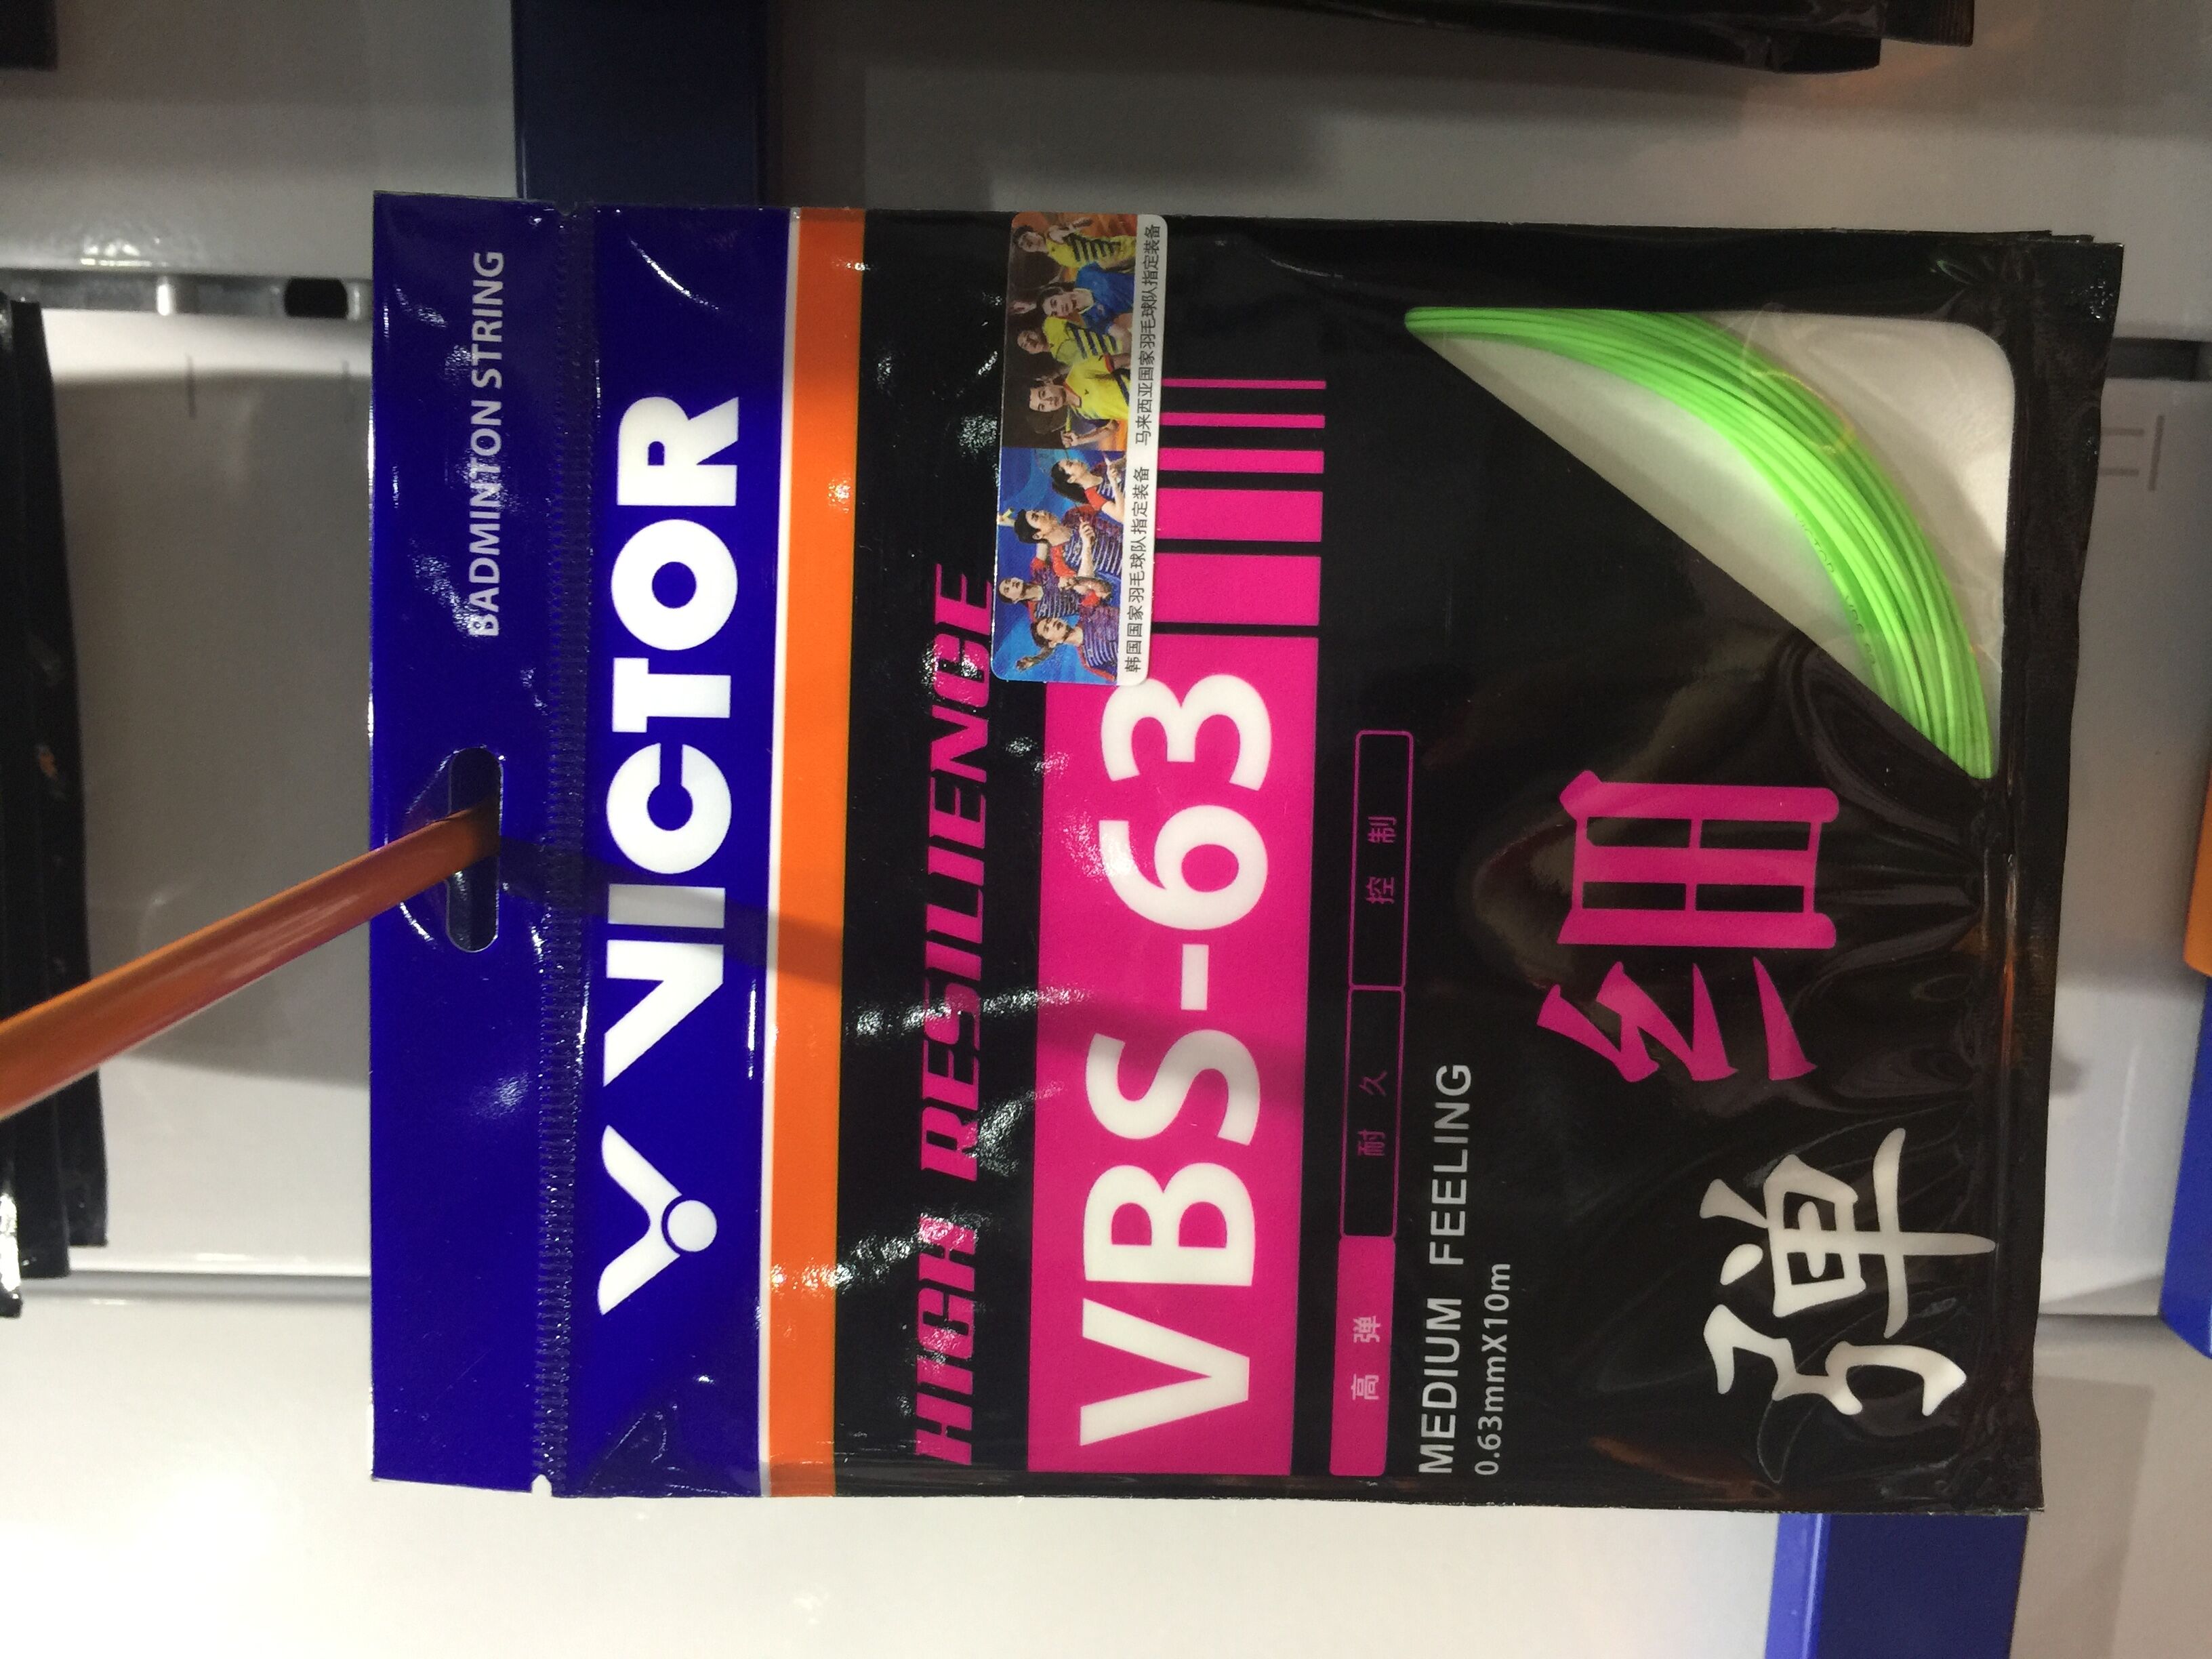 BADMINTON STRING
VICTOR
HIGH RESILIENCE
韩国国家羽毛球队指定装备 马来西亚国家羽毛球队指定装备
VBS-63
高弹 耐久 控制
MEDIUM FEELING
0.63mmX10m
弹 细